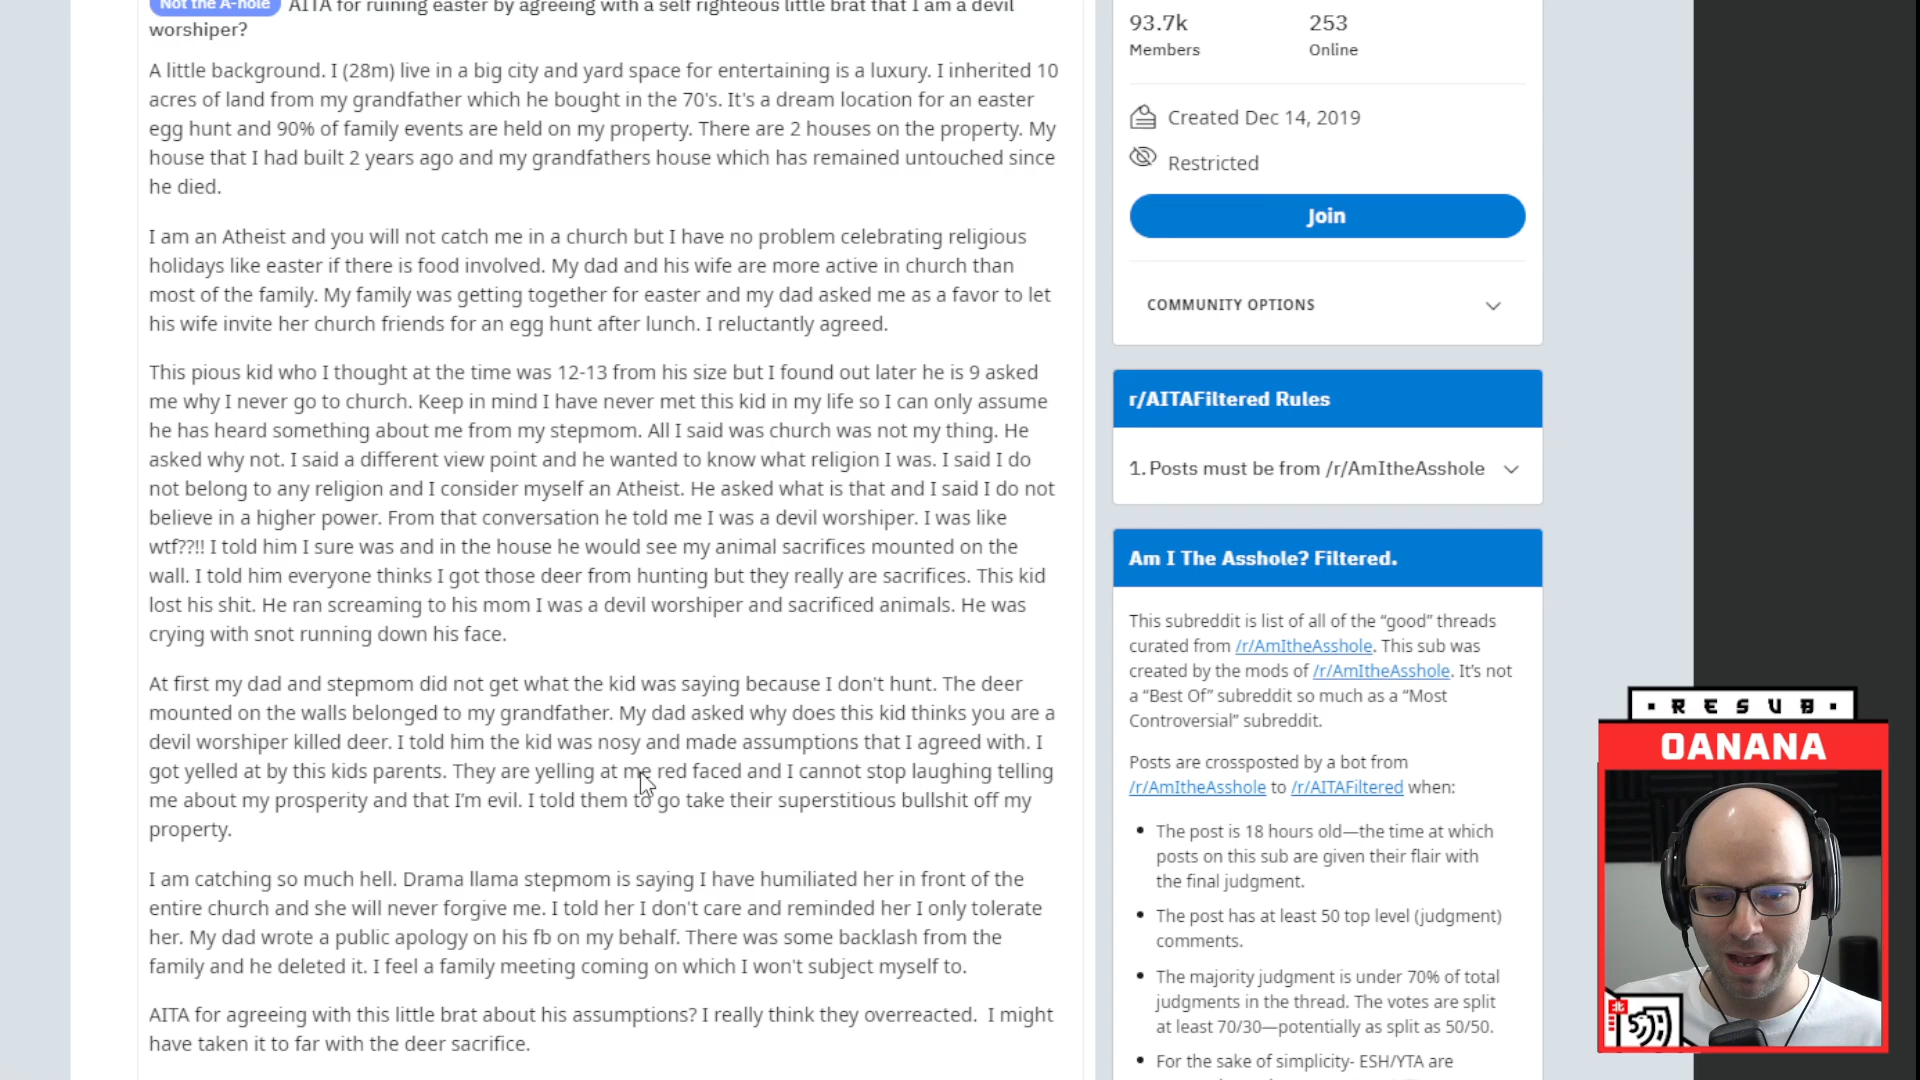 Not the A-hole AITA for ruining easter by agreeing with a self righteous little brat that I am a devil
worshiper?
A little background. I (28m) live in a big city and yard space for entertaining is a luxury. I inherited 10
acres of land from my grandfather which he bought in the 70's. It's a dream location for an easter
egg hunt and 90% of family events are held on my property. There are 2 houses on the property. My
house that I had built 2 years ago and my grandfathers house which has remained untouched since
he died.
I am an Atheist and you will not catch me in a church but I have no problem celebrating religious
holidays like easter if there is food involved. My dad and his wife are more active in church than
most of the family. My family was getting together for easter and my dad asked me as a favor to let
his wife invite her church friends for an egg hunt after lunch. I reluctantly agreed.
This pious kid who I thought at the time was 12-13 from his size but I found out later he is 9 asked
me why I never go to church. Keep in mind I have never met this kid in my life so I can only assume
he has heard something about me from my stepmom. All I said was church was not my thing. He
asked why not. I said a different view point and he wanted to know what religion I was. I said I do
not belong to any religion and I consider myself an Atheist. He asked what is that and I said I do not
believe in a higher power. From that conversation he told me I was a devil worshiper. I was like
wtf??!! I told him I sure was and in the house he would see my animal sacrifices mounted on the
wall. I told him everyone thinks I got those deer from hunting but they really are sacrifices. This kid
lost his shit. He ran screaming to his mom I was a devil worshiper and sacrificed animals. He was
crying with snot running down his face.
At first my dad and stepmom did not get what the kid was saying because I don't hunt. The deer
mounted on the walls belonged to my grandfather. My dad asked why does this kid thinks you are a
devil worshiper killed deer. I told him the kid was nosy and made assumptions that I agreed with. I
got yelled at by this kids parents. They are yelling at me red faced and I cannot stop laughing telling
me about my prosperity and that I'm evil. I told them to go take their superstitious bullshit off my
property.
I am catching so much hell. Drama llama stepmom is saying I have humiliated her in front of the
entire church and she will never forgive me. I told her I don't care and reminded her I only tolerate
her. My dad wrote a public apology on his fb on my behalf. There was some backlash from the
family and he deleted it. I feel a family meeting coming on which I won't subject myself to.
AITA for agreeing with this little brat about his assumptions? I really think they overreacted. I might
have taken it to far with the deer sacrifice.
93.7k 253
Members Online
Created Dec 14, 2019
Restricted
Join
COMMUNITY OPTIONS
r/AITAFiltered Rules
1. Posts must be from /r/AmItheAsshole
Am I The Asshole? Filtered.
This subreddit is list of all of the “good” threads
curated from /r/AmItheAsshole. This sub was
created by the mods of /r/AmItheAsshole. It’s not
a “Best Of” subreddit so much as a “Most
Controversial” subreddit.
Posts are crossposted by a bot from
/r/AmItheAsshole to /r/AITAFiltered when:
• The post is 18 hours old—the time at which
posts on this sub are given their flair with
the final judgment.
• The post has at least 50 top level (judgment)
comments.
• The majority judgment is under 70% of total
judgments in the thread. The votes are split
at least 70/30—potentially as split as 50/50.
• For the sake of simplicity- ESH/YTA are
• RESUB •
OANANA